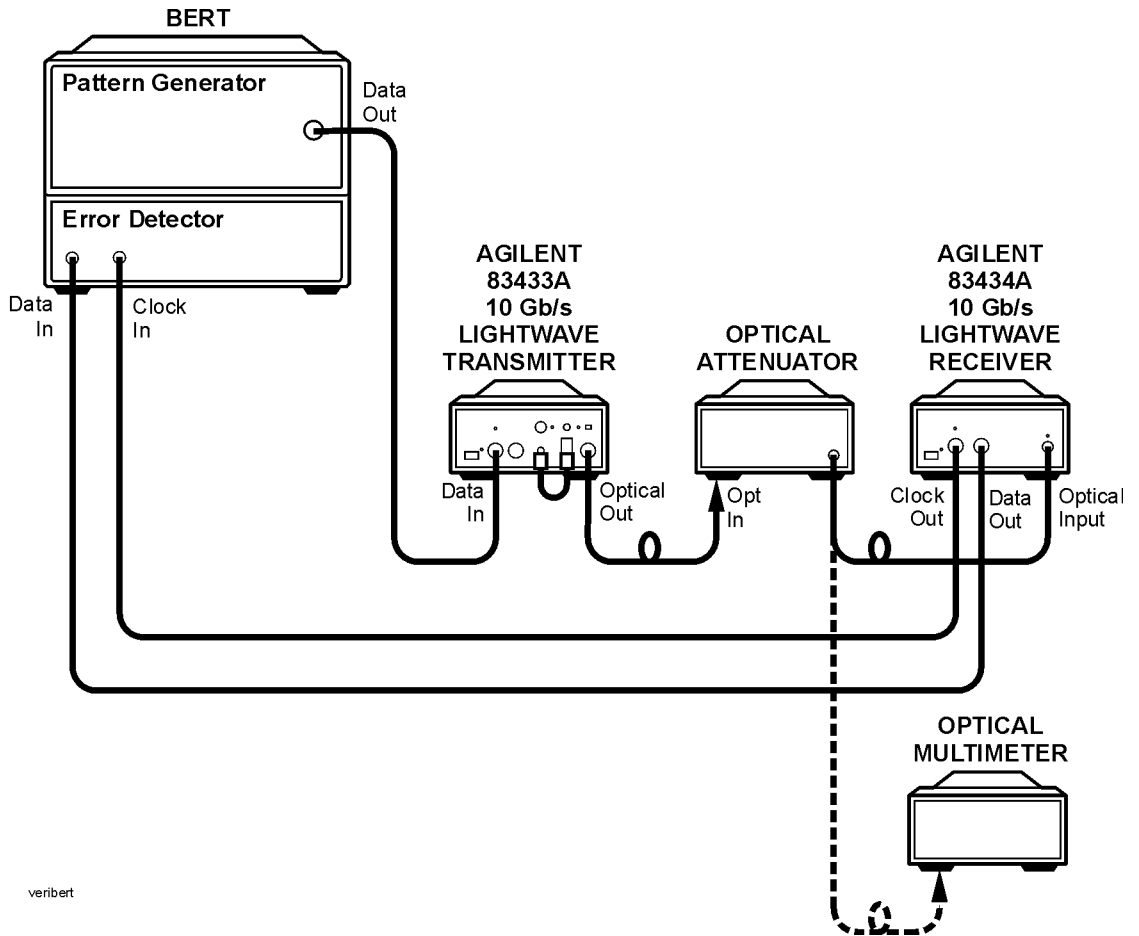 BERT
Pattern Generator
Data
Out
Error Detector
Data
In
Clock
In
AGILENT
83433A
10 Gb/s
LIGHTWAVE
TRANSMITTER
OPTICAL
ATTENUATOR
AGILENT
83434A
10 Gb/s
LIGHTWAVE
RECEIVER
Data
In
Optical
Out
Opt
In
Clock
Out
Data
Out
Optical
Input
OPTICAL
MULTIMETER
veribert